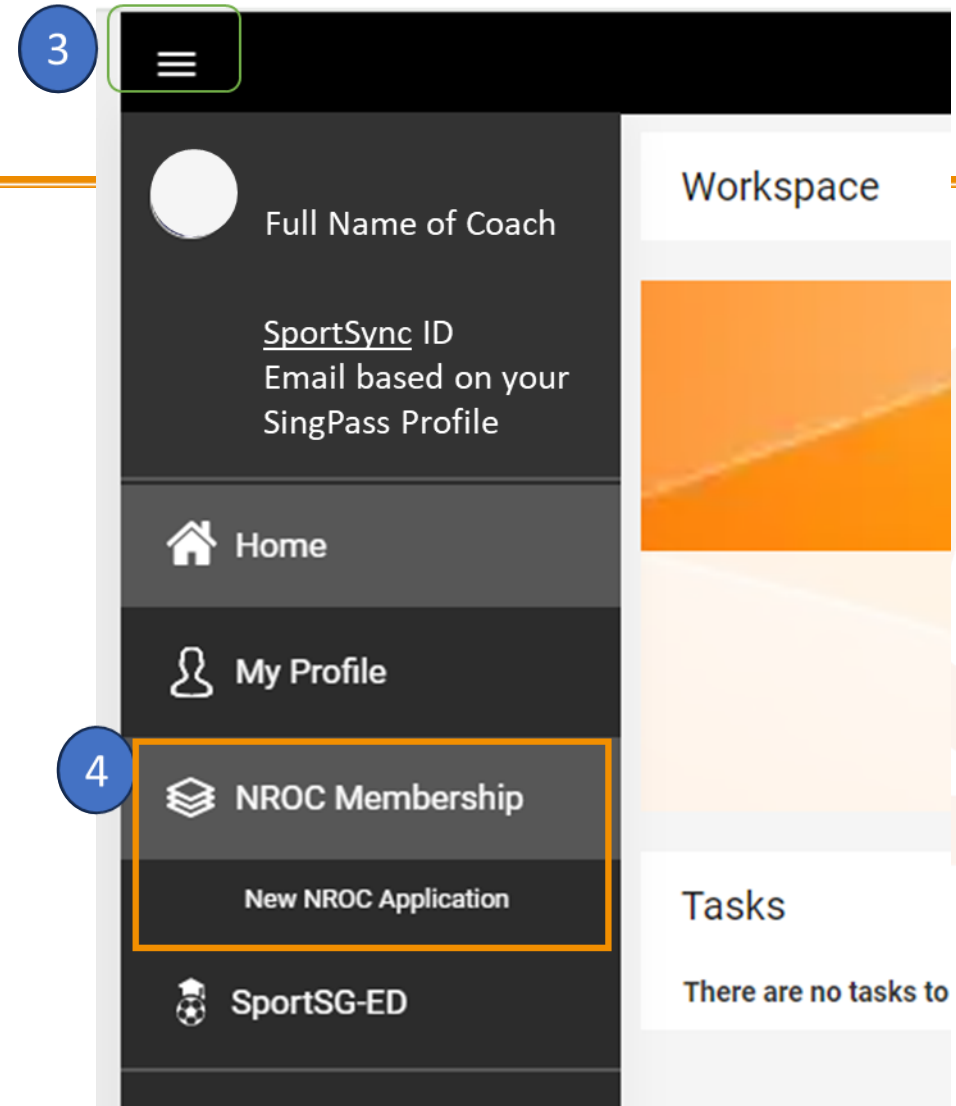 3
Workspace
Full Name of Coach
SportSync ID
Email based on your
SingPass Profile
Home
My Profile
4
NROC Membership
New NROC Application
SportSG-ED
Tasks
There are no tasks to